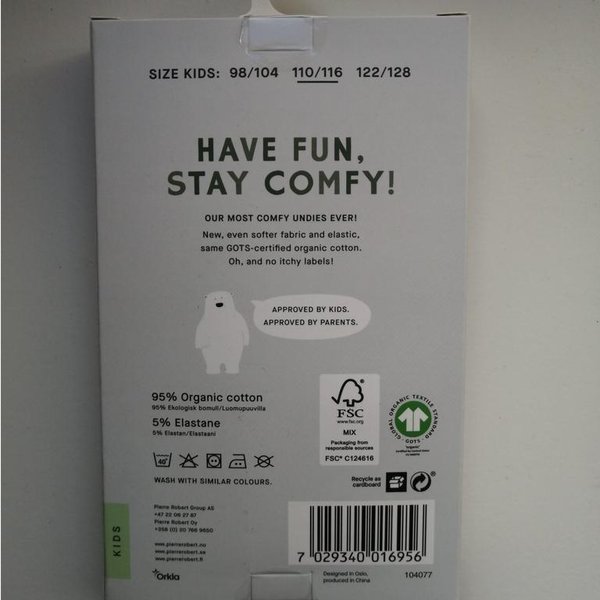 SIZE KIDS: 98/104 110/116 122/128
HAVE FUN,
STAY COMFY!
OUR MOST COMFY UNDIES EVER!
New, even softer fabric and elastic,
same GOTS-certified organic cotton.
Oh, and no itchy labels!
APPROVED BY KIDS.
APPROVED BY PARENTS.
95% Organic cotton
95% Ekologisk bomull/Luomupuuvilla
5% Elastane
5% Elastan/Elastaani
40
WASH WITH SIMILAR COLOURS.
FSC
www.fsc.org
MIX
Packaging from
responsible sources
FSC® C124616
GLOBAL ORGANIC TEXTILE STANDARD
· GOTS ·
Recycle as
cardboard
Pierre Robert Group AS
+47 22 06 27 87
Pierre Robert Oy
www.pierrerobert.no
www.pierrerobert.se
www.pierrerobert.fi
Orkla
KIDS
7 029340 016956
Designed in Oslo,
produced in China
104077